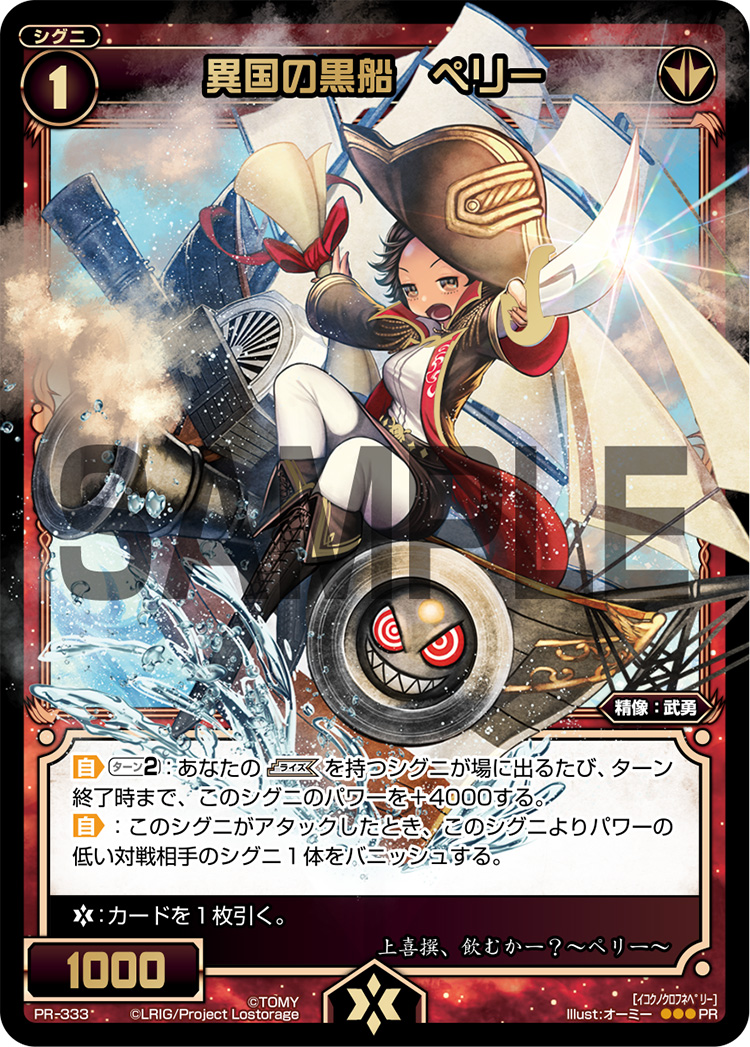 シグニ
1
異国の黒船 ペリー
SAMPLE
精像：武勇
自 ターン2：あなたの ライズ を持つシグニが場に出るたび、ターン
終了時まで、このシグニのパワーを＋4000する。
自 ：このシグニがアタックしたとき、このシグニよりパワーの
低い対戦相手のシグニ１体をバニッシュする。
：カードを１枚引く。
上喜撰、飲むかー？～ペリー～
1000
[イコクノクロフネペリー]
PR-333 ©TOMY
©LRIG/Project Lostorage
Illust:オーミー PR